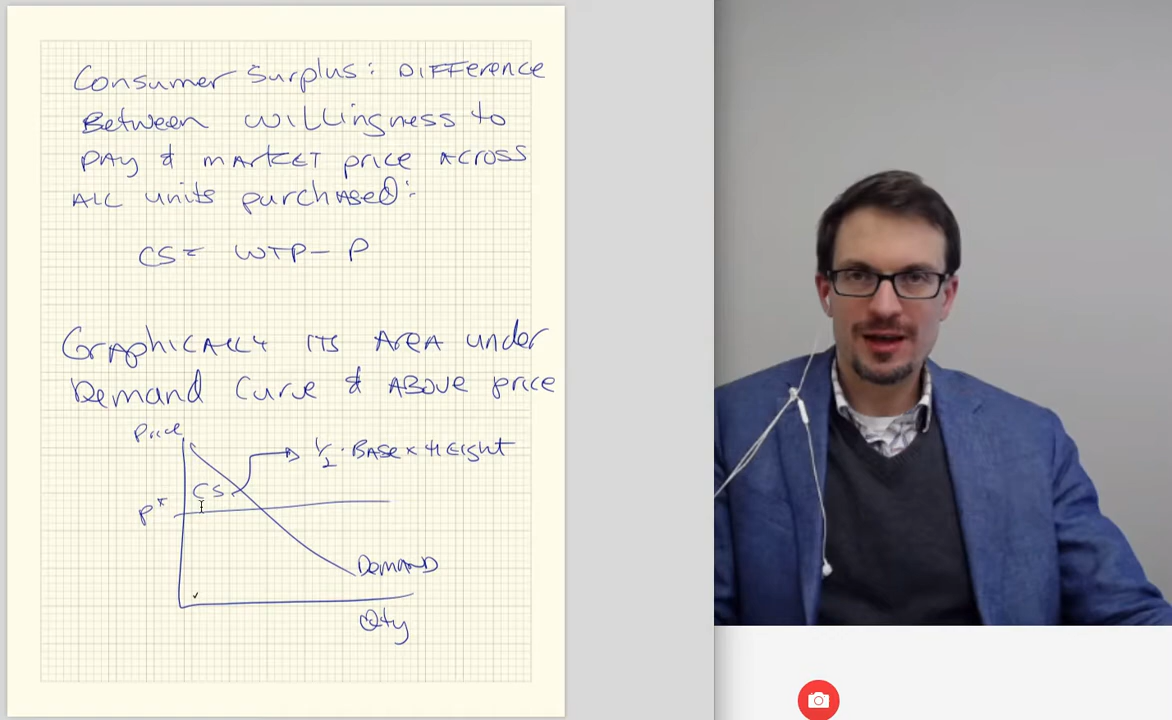 Consumer Surplus: Difference
Between willingness to
pay & market price across
all units purchased:
CS = WTP - P
Graphically its area under
Demand Curve & above price
Price
1/2 · Base × Height
CS
P*
Demand
Qty